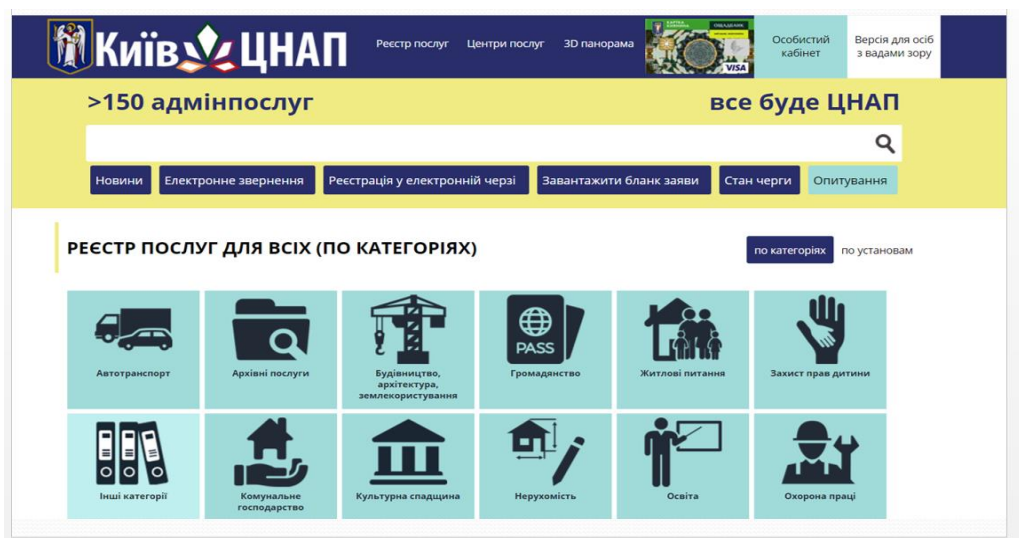 Київ ЦНАП
Реєстр послуг
Центри послуг
3D панорама
VISA
Особистий
кабінет
Версія для осіб
з вадами зору
>150 адмінпослуг
все буде ЦНАП
Новини
Електронне звернення
Реєстрація у електронній черзі
Завантажити бланк заяви
Стан черги
Опитування
РЕЄСТР ПОСЛУГ ДЛЯ ВСІХ (ПО КАТЕГОРІЯХ)
по категоріях
по установам
PASS
Автотранспорт
Архівні послуги
Будівництво,
архітектура,
землекористування
Громадянство
Житлові питання
Захист прав дитини
Інші категорії
Комунальне
господарство
Культурна спадщина
Нерухомість
Освіта
Охорона праці